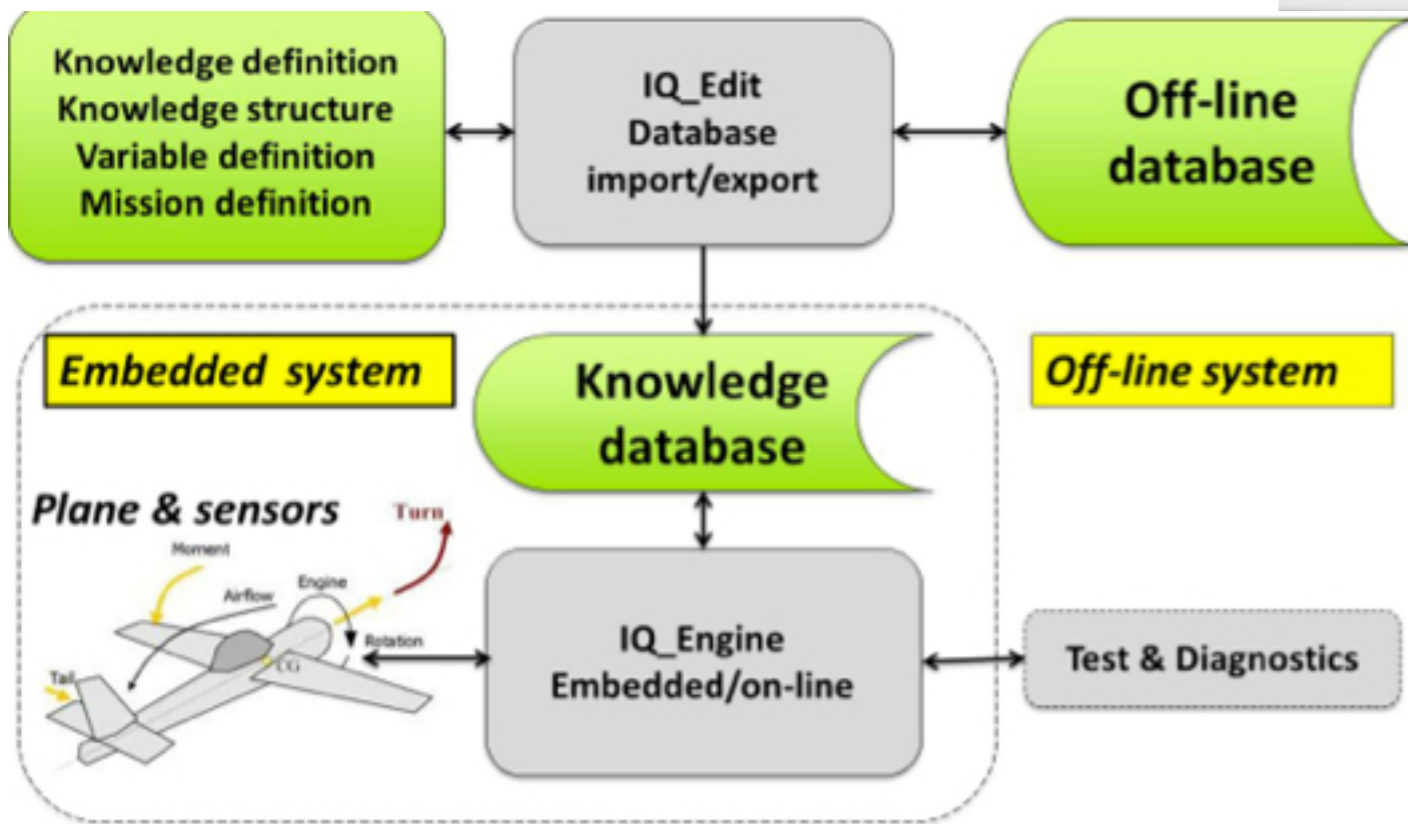 Knowledge definition
Knowledge structure
Variable definition
Mission definition
IQ_Edit
Database
import/export
Off-line
database
Embedded system
Knowledge
database
Off-line system
Plane & sensors
Turn
Moment
Engine
Airflow
Rotation
CG
Tail
IQ_Engine
Embedded/on-line
Test & Diagnostics